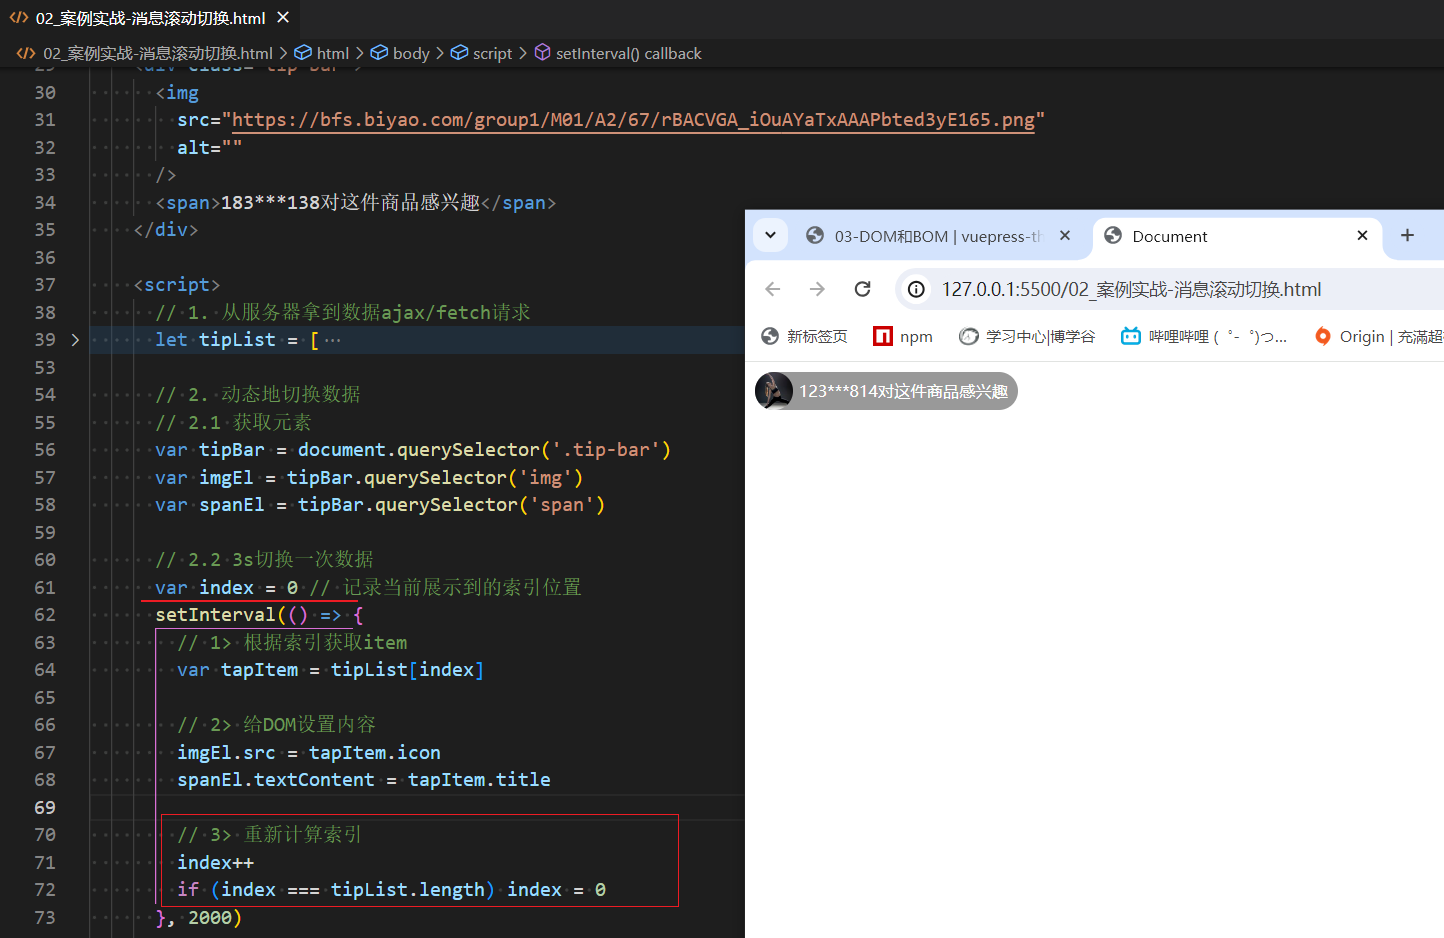 02_案例实战-消息滚动切换.html
02_案例实战-消息滚动切换.html > html > body > script > setInterval() callback
30 <img
31 src="https://bfs.biyao.com/group1/M01/A2/67/rBACVGA_iOuAYaTxAAAPbted3yE165.png"
32 alt=""
33 />
34 <span>183***138对这件商品感兴趣</span>
35 </div>
36
37 <script>
38 // 1. 从服务器拿到数据ajax/fetch请求
39 let tipList = [ ···
53
54 // 2. 动态地切换数据
55 // 2.1 获取元素
56 var tipBar = document.querySelector('.tip-bar')
57 var imgEl = tipBar.querySelector('img')
58 var spanEl = tipBar.querySelector('span')
59
60 // 2.2 3s切换一次数据
61 var index = 0 // 记录当前展示到的索引位置
62 setInterval(() => {
63 // 1> 根据索引获取item
64 var tapItem = tipList[index]
65
66 // 2> 给DOM设置内容
67 imgEl.src = tapItem.icon
68 spanEl.textContent = tapItem.title
69
70 // 3> 重新计算索引
71 index++
72 if (index === tipList.length) index = 0
73 }, 2000)
03-DOM和BOM | vuepress-th
Document
127.0.0.1:5500/02_案例实战-消息滚动切换.html
新标签页 npm 学习中心|博学谷 哔哩哔哩 ( ゜- ゜)つ... Origin | 充满超
123***814对这件商品感兴趣